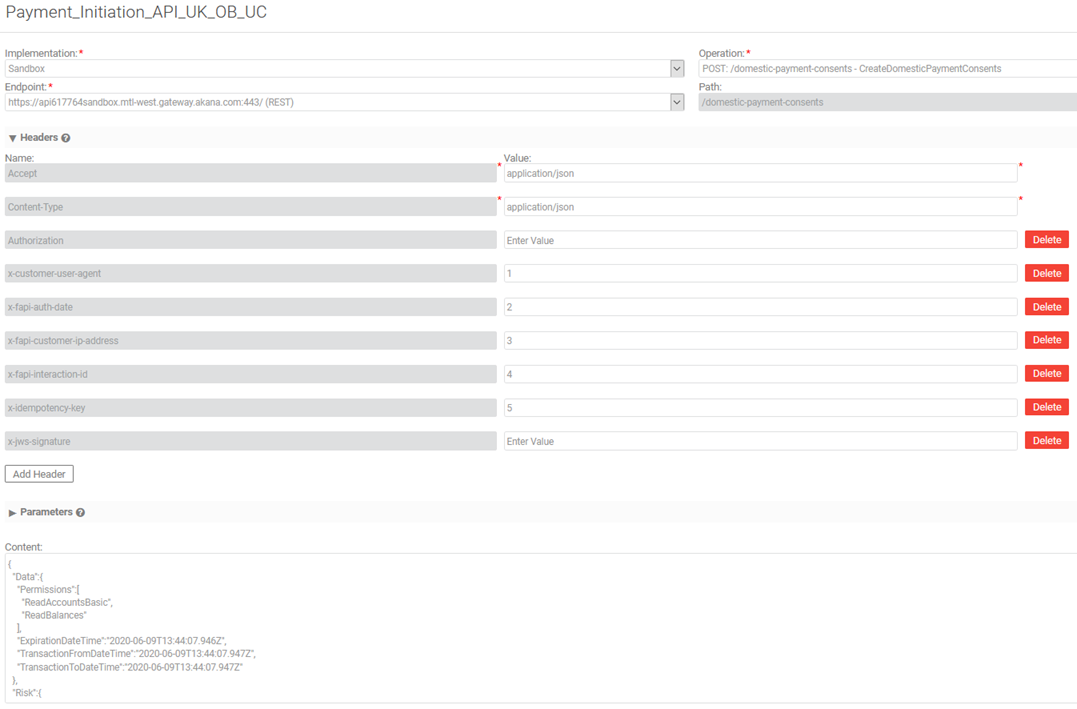 Payment_Initiation_API_UK_OB_UC
Implementation:*
Operation:*
Sandbox
POST: /domestic-payment-consents - CreateDomesticPaymentConsents
Endpoint:*
Path:
https://api617764sandbox.mtl-west.gateway.akana.com:443/ (REST)
/domestic-payment-consents
▼ Headers ?
Name:
Value:
Accept * application/json *
Content-Type * application/json *
Authorization Enter Value Delete
x-customer-user-agent 1 Delete
x-fapi-auth-date 2 Delete
x-fapi-customer-ip-address 3 Delete
x-fapi-interaction-id 4 Delete
x-idempotency-key 5 Delete
x-jws-signature Enter Value Delete
Add Header
▶ Parameters ?
Content:
{
"Data":{
"Permissions":[
"ReadAccountsBasic",
"ReadBalances"
],
"ExpirationDateTime":"2020-06-09T13:44:07.946Z",
"TransactionFromDateTime":"2020-06-09T13:44:07.947Z",
"TransactionToDateTime":"2020-06-09T13:44:07.947Z"
},
"Risk":{